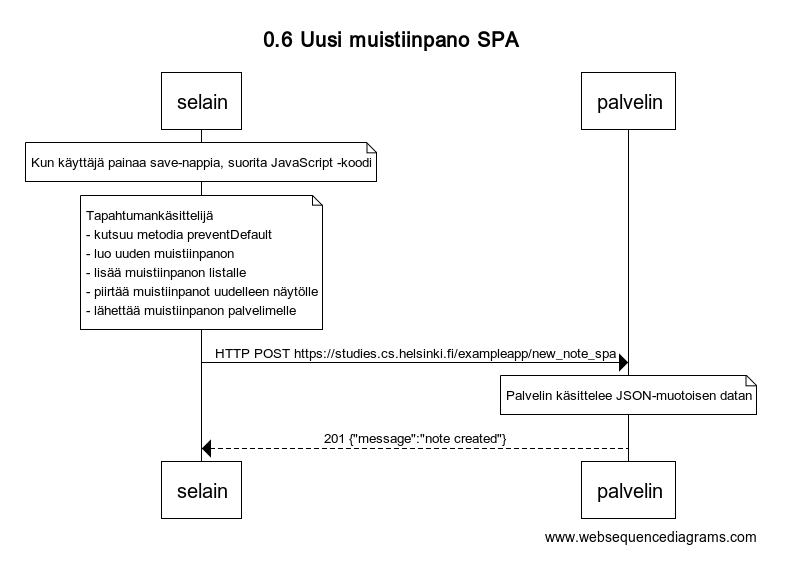 0.6 Uusi muistiinpano SPA
selain
palvelin
Kun käyttäjä painaa save-nappia, suorita JavaScript -koodi
Tapahtumankäsittelijä
- kutsuu metodia preventDefault
- luo uuden muistiinpanon
- lisää muistiinpanon listalle
- piirtää muistiinpanot uudelleen näytölle
- lähettää muistiinpanon palvelimelle
HTTP POST https://studies.cs.helsinki.fi/exampleapp/new_note_spa
Palvelin käsittelee JSON-muotoisen datan
201 {"message":"note created"}
selain
palvelin
www.websequencediagrams.com